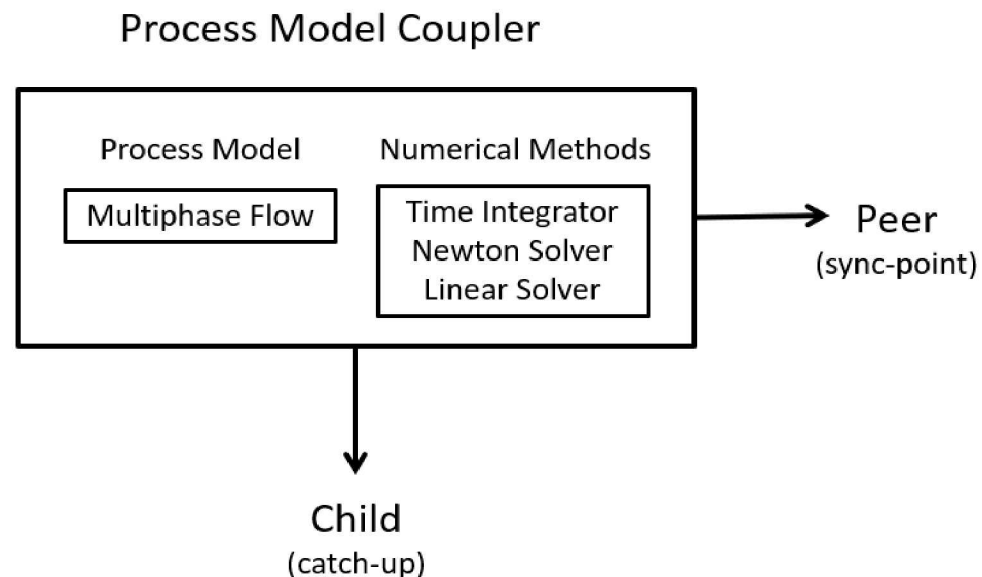 Process Model Coupler
Process Model
Multiphase Flow
Numerical Methods
Time Integrator
Newton Solver
Linear Solver
Peer
(sync-point)
Child
(catch-up)